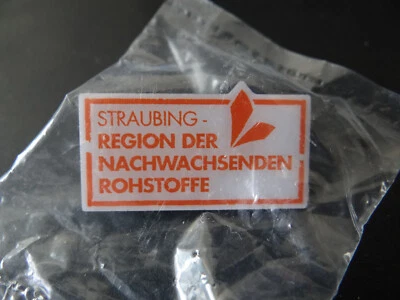 STRAUBING -
REGION DER
NACHWACHSENDEN
ROHSTOFFE